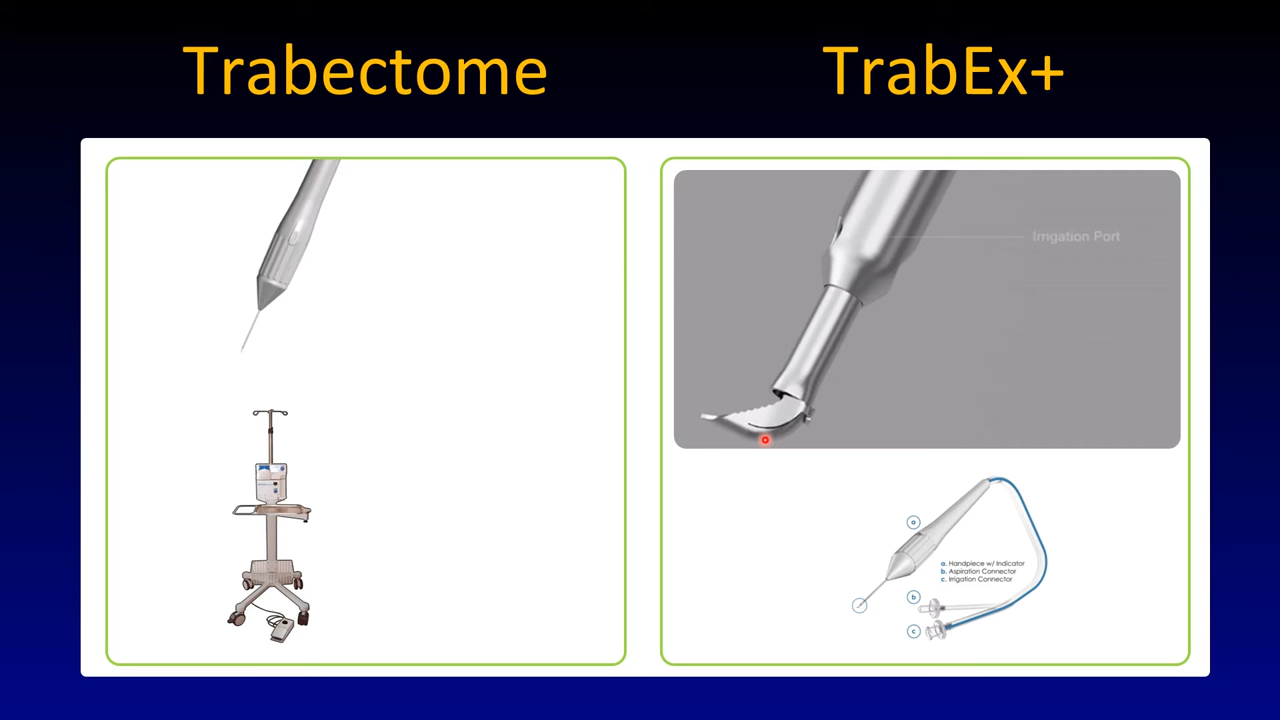 Trabectome
TrabEx+
Irrigation Port
a
a. Handpiece w/ Indicator
b. Aspiration Connector
c. Irrigation Connector
b
c